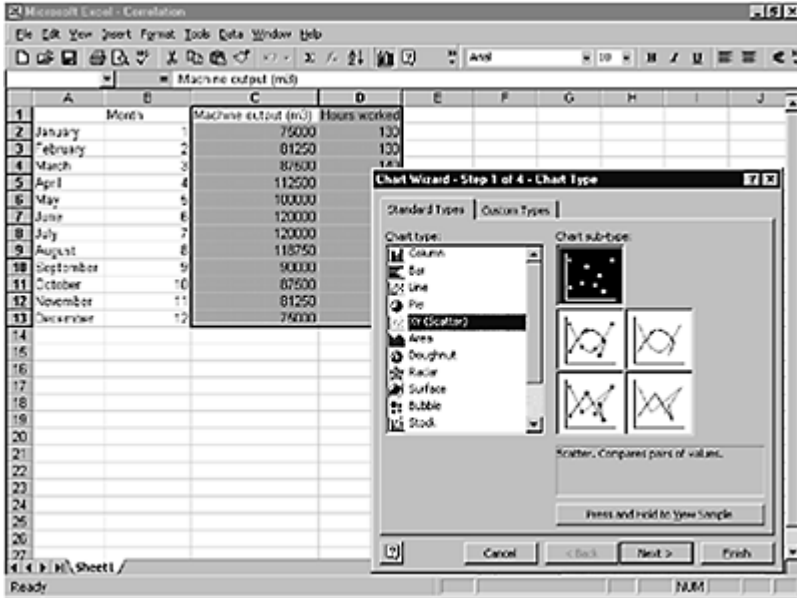 Microsoft Excel - Correlation
File Edit View Insert Format Tools Data Window Help
Arial 10 B I U
= Machine output (m3)
A B C D E F G H I J
1 Month Machine output (m3) Hours worked
2 January 1 75000 130
3 February 2 81250 130
4 March 3 87500 143
5 April 4 112500
6 May 5 100000
7 June 6 120000
8 July 7 120000
9 August 8 118750
10 September 9 90000
11 October 10 87500
12 November 11 81250
13 December 12 75000
14
15
16
17
18
19
20
21
22
23
24
25
26
27
Chart Wizard - Step 1 of 4 - Chart Type
Standard Types Custom Types
Chart type:
Column
Bar
Line
Pie
XY (Scatter)
Area
Doughnut
Radar
Surface
Bubble
Stock
Chart sub-type:
Scatter. Compares pairs of values.
Press and Hold to View Sample
Cancel < Back Next > Finish
Sheet1
Ready NUM